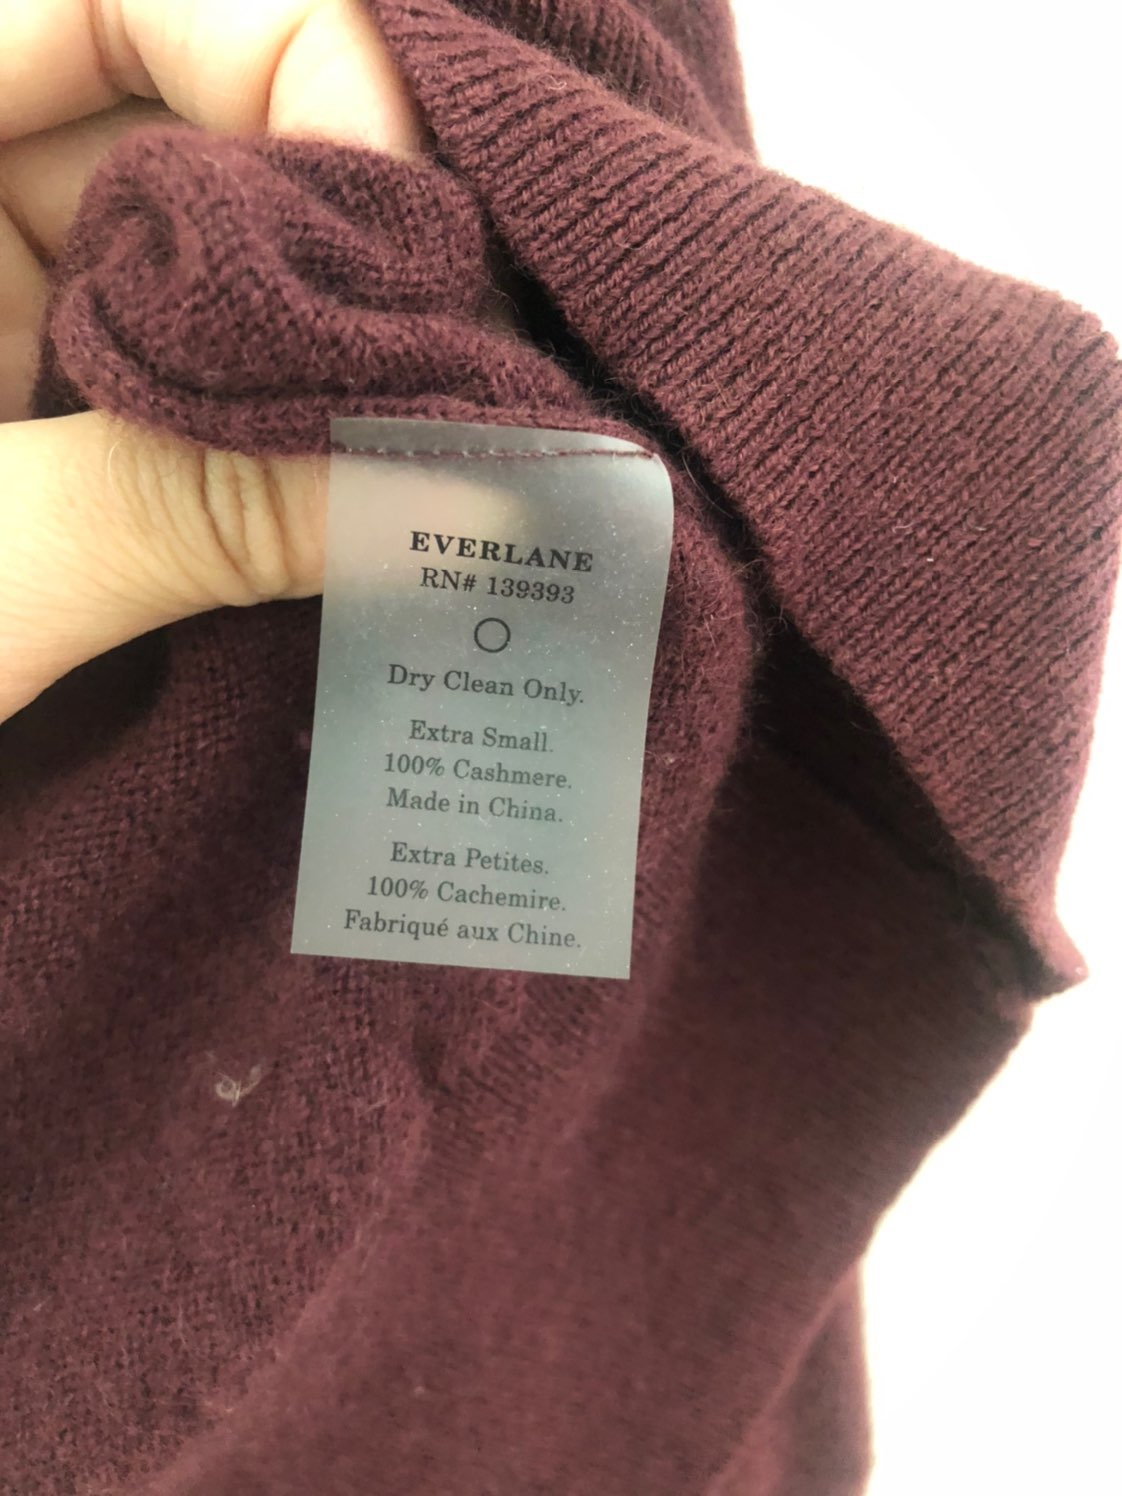 EVERLANE
RN# 139393
Dry Clean Only.
Extra Small.
100% Cashmere.
Made in China.
Extra Petites.
100% Cachemire.
Fabriqué aux Chine.